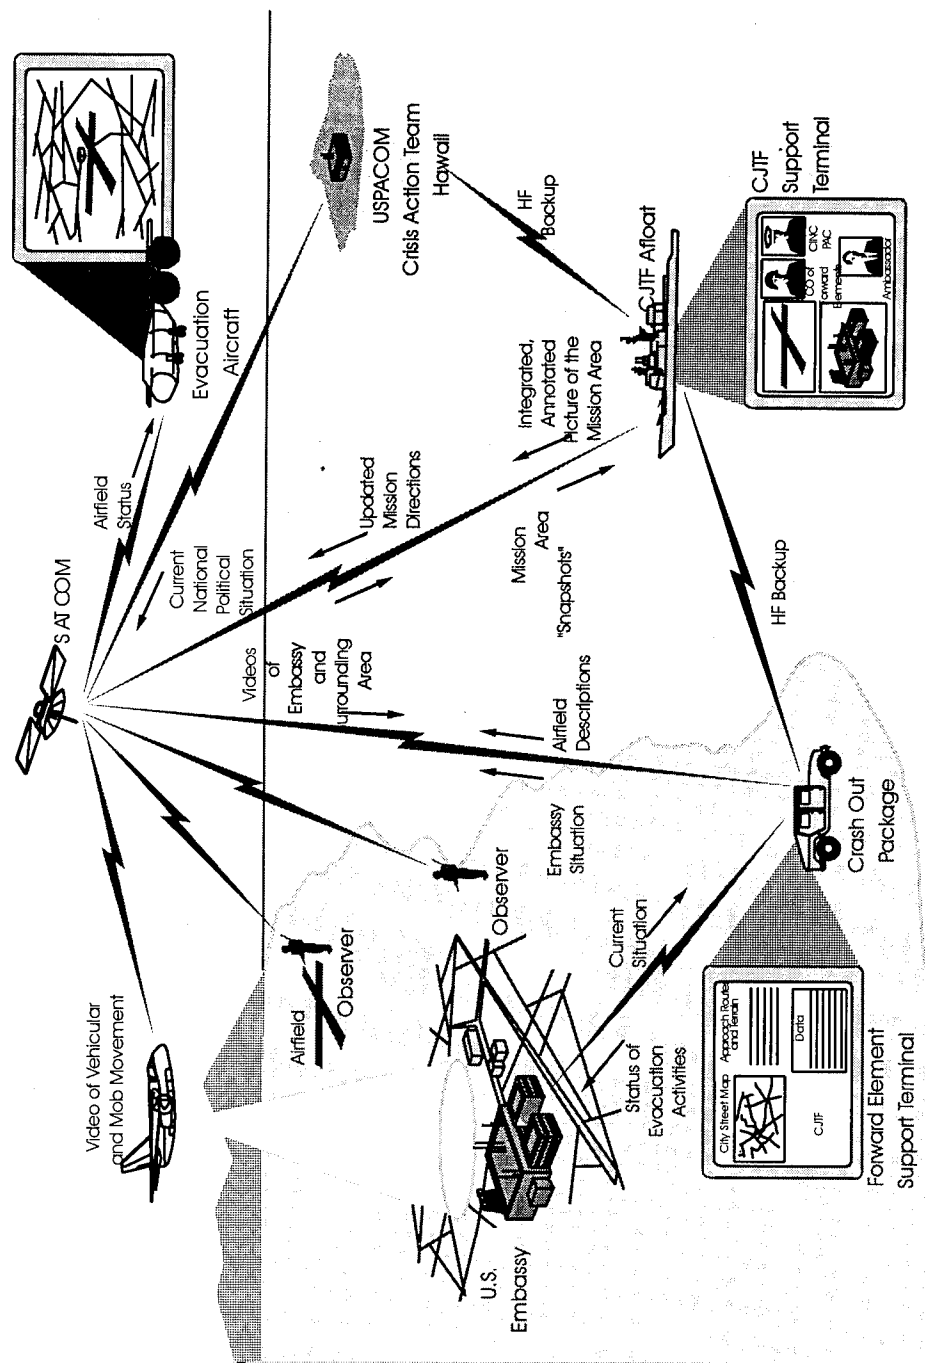 Video of Vehicular
and Mob Movement
SATCOM
Airfield
Status
Evacuation
Aircraft
Current
National
Political
Situation
Videos
of
Embassy
and
urrounding
Area
Updated
Mission
Directions
USPACOM
Crisis Action Team
Hawaii
HF
Backup
Airfield
Observer
Observer
Integrated,
Annotated
Picture of the
Mission Area
Mission
Area
"Snapshots"
CJTF Afloat
U.S.
Embassy
Status of
Evacuation
Activities
Current
Situation
Embassy
Situation
Airfield
Descriptions
HF Backup
Crash Out
Package
City Street Map
Approach Route
and Terrain
Data
CJTF
Forward Element
Support Terminal
CJTF
Support
Terminal
CO of
Forward
Elements
CINC
PAC
Ambassador